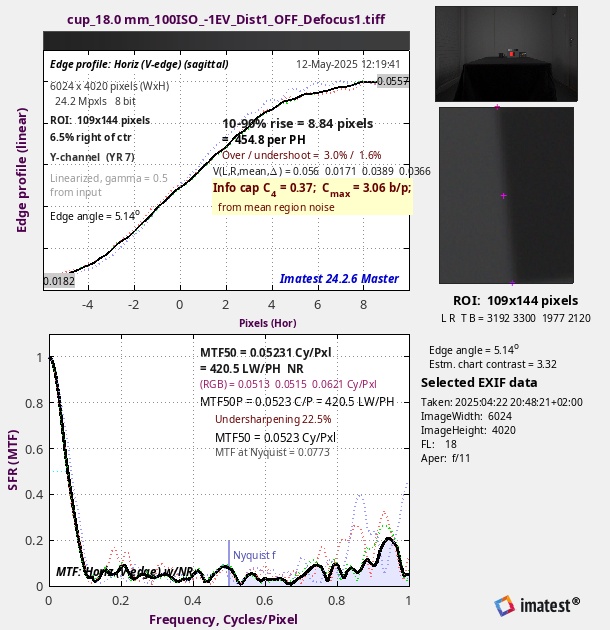 cup_18.0 mm_100ISO_-1EV_Dist1_OFF_Defocus1.tiff
Edge profile: Horiz (V-edge) (sagittal)
12-May-2025 12:19:41
6024 x 4020 pixels (WxH)
24.2 Mpxls 8 bit
0.0557
ROI: 109x144 pixels
6.5% right of ctr
10-90% rise = 8.84 pixels
= 454.8 per PH
Y-channel (YR 7)
Over / undershoot = 3.0% / 1.6%
V(L,R,mean,Δ) = 0.056 0.0171 0.0389 0.0366
Linearized, gamma = 0.5
from input
Info cap C4 = 0.37; Cmax = 3.06 b/p;
from mean region noise
Edge angle = 5.14o
0.0182
Imatest 24.2.6 Master
Edge profile (linear)
-4 -2 0 2 4 6 8
Pixels (Hor)
ROI: 109x144 pixels
L R T B = 3192 3300 1977 2120
Edge angle = 5.14o
Estm. chart contrast = 3.32
Selected EXIF data
Taken: 2025:04:22 20:48:21+02:00
ImageWidth: 6024
ImageHeight: 4020
FL: 18
Aper: f/11
MTF50 = 0.05231 Cy/Pxl
= 420.5 LW/PH NR
(RGB) = 0.0513 0.0515 0.0621 Cy/Pxl
MTF50P = 0.0523 C/P = 420.5 LW/PH
Undersharpening 22.5%
MTF50 = 0.0523 Cy/Pxl
MTF at Nyquist = 0.0773
Nyquist f
MTF: Horiz (V-edge) w/NR
SFR (MTF)
1
0.8
0.6
0.4
0.2
0
0 0.2 0.4 0.6 0.8 1
Frequency, Cycles/Pixel
imatest®